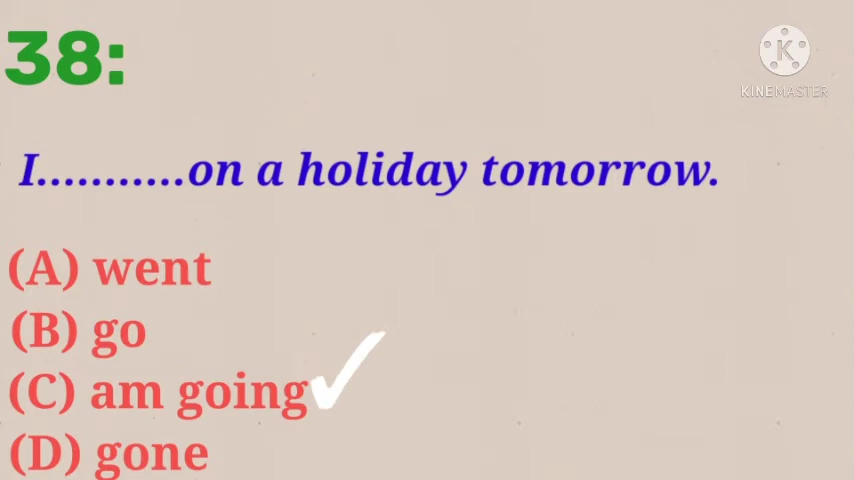 38:
KINEMASTER
I...........on a holiday tomorrow.
(A) went
(B) go
(C) am going
(D) gone